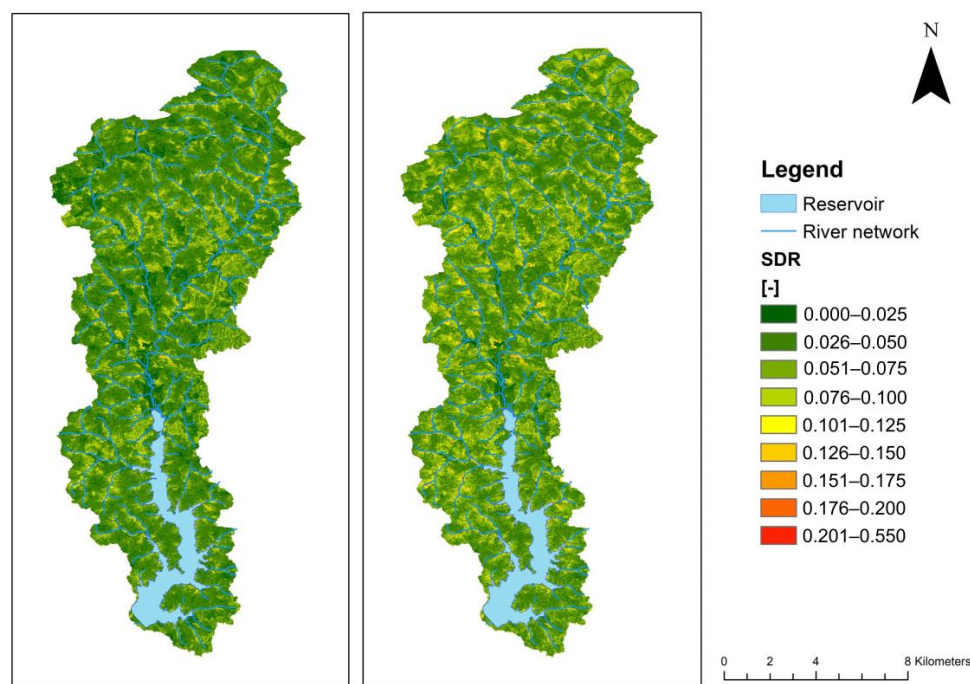 N
Legend
Reservoir
River network
SDR
[-]
0.000–0.025
0.026–0.050
0.051–0.075
0.076–0.100
0.101–0.125
0.126–0.150
0.151–0.175
0.176–0.200
0.201–0.550
0 2 4 8 Kilometers